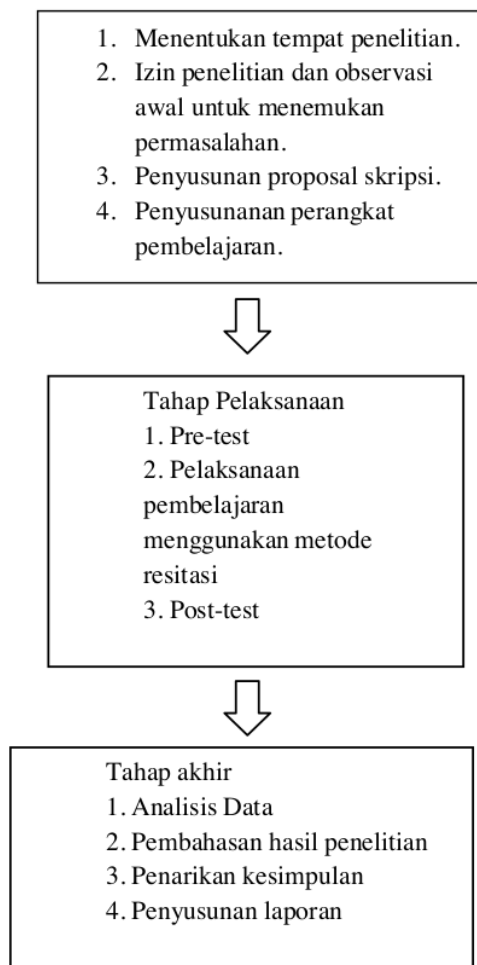 1. Menentukan tempat penelitian.
2. Izin penelitian dan observasi
awal untuk menemukan
permasalahan.
3. Penyusunan proposal skripsi.
4. Penyusunanan perangkat
pembelajaran.
Tahap Pelaksanaan
1. Pre-test
2. Pelaksanaan
pembelajaran
menggunakan metode
resitasi
3. Post-test
Tahap akhir
1. Analisis Data
2. Pembahasan hasil penelitian
3. Penarikan kesimpulan
4. Penyusunan laporan